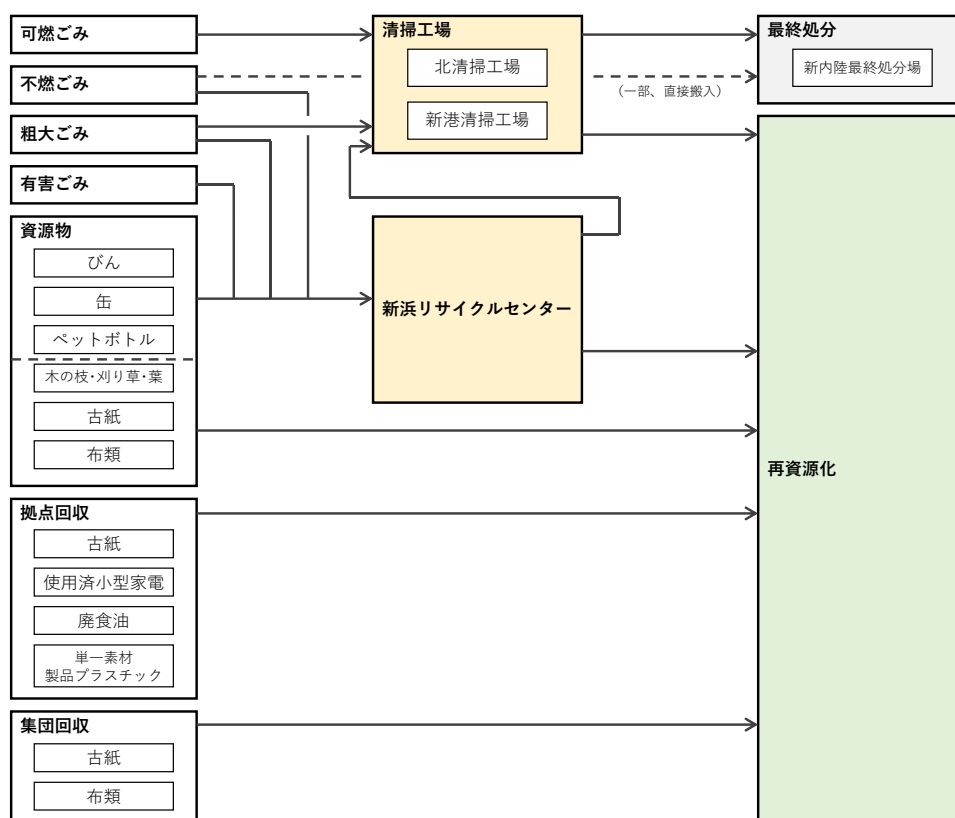 可燃ごみ
不燃ごみ
粗大ごみ
有害ごみ
資源物
びん
缶
ペットボトル
木の枝・刈り草・葉
古紙
布類
拠点回収
古紙
使用済小型家電
廃食油
単一素材
製品プラスチック
集団回収
古紙
布類
清掃工場
北清掃工場
新港清掃工場
新浜リサイクルセンター
(一部、直接搬入)
最終処分
新内陸最終処分場
再資源化